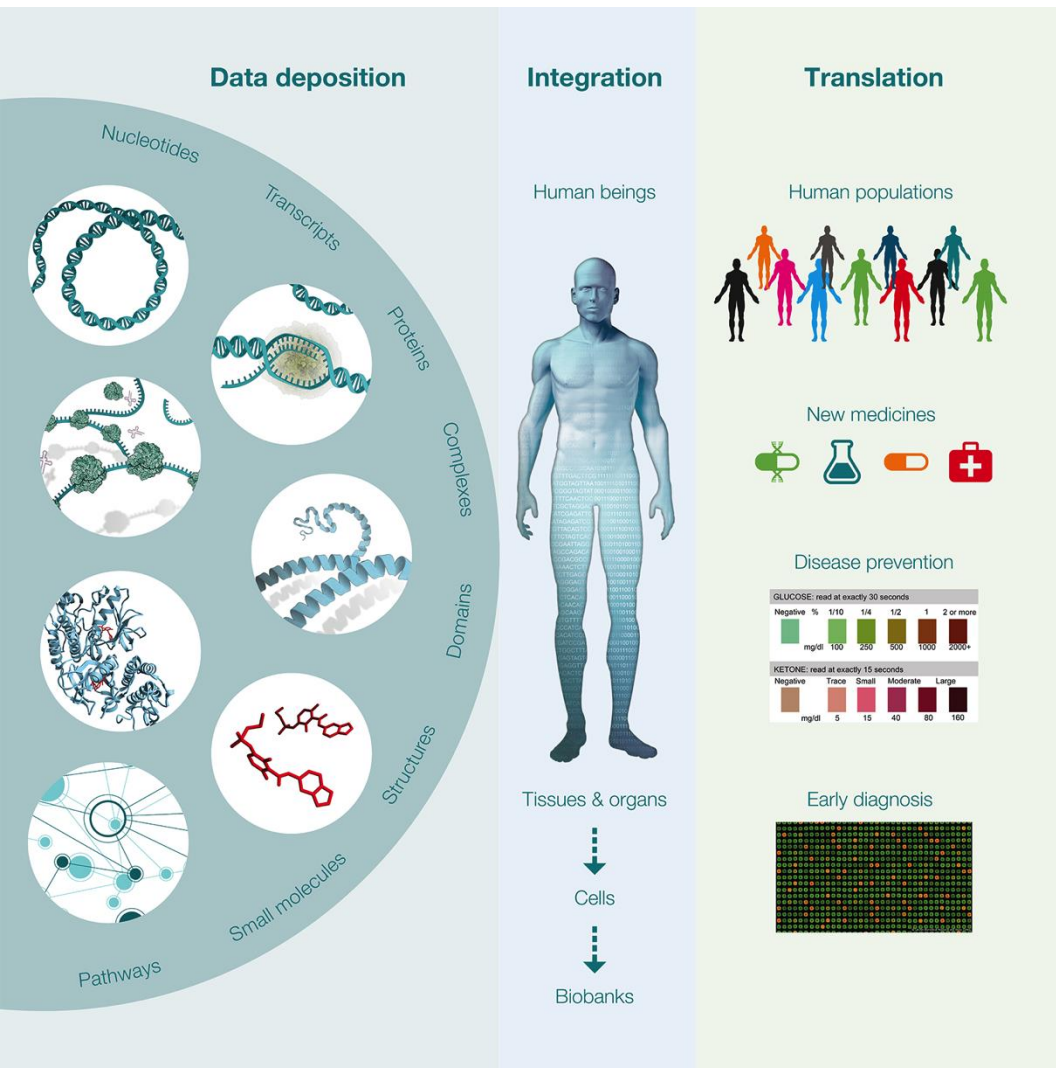 Data deposition
Nucleotides
Transcripts
Proteins
Complexes
Domains
Structures
Small molecules
Pathways
Integration
Human beings
Tissues & organs
Cells
Biobanks
Translation
Human populations
New medicines
Disease prevention
GLUCOSE: read at exactly 30 seconds
Negative % 1/10 1/4 1/2 1 2 or more
mg/dl 100 250 500 1000 2000+
KETONE: read at exactly 15 seconds
Negative Trace Small Moderate Large
mg/dl 5 15 40 80 160
Early diagnosis